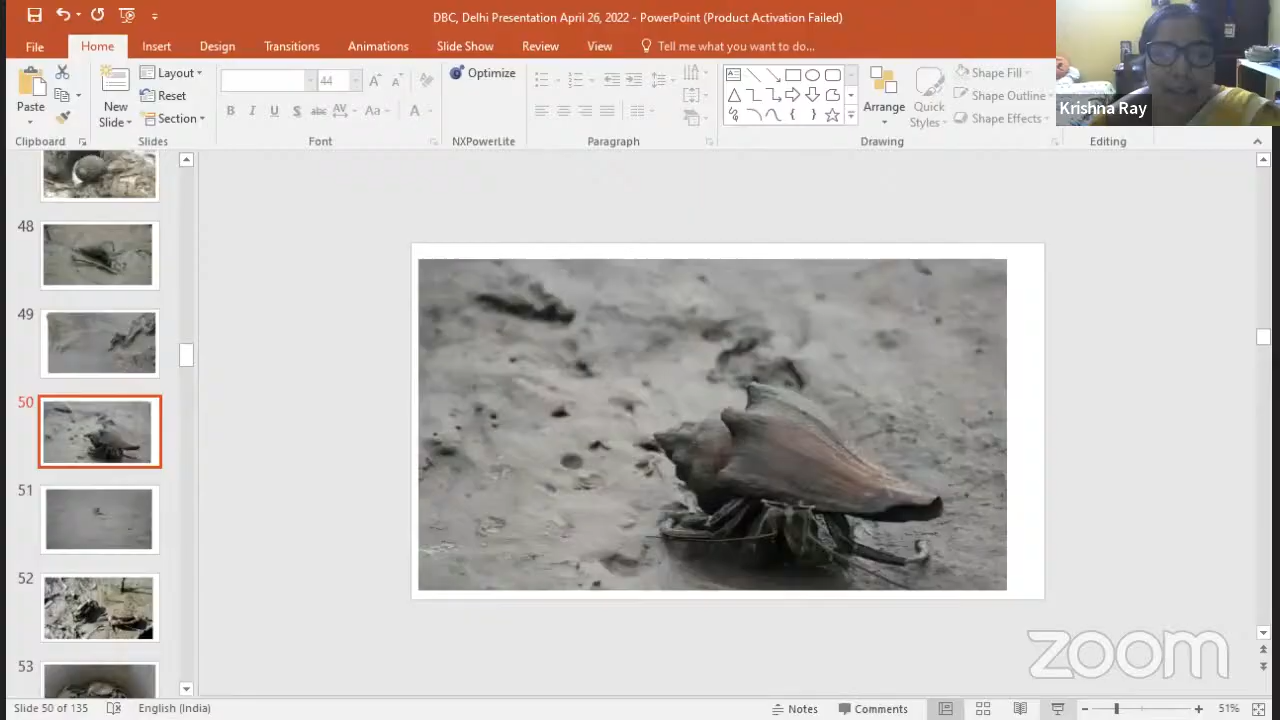 DBC, Delhi Presentation April 26, 2022 - PowerPoint (Product Activation Failed)
File Home Insert Design Transitions Animations Slide Show Review View Tell me what you want to do...
Paste
New
Slide
Layout
Reset
Section
44
B I U S abc AV Aa A
Optimize
Arrange
Quick
Styles
Shape Fill
Shape Outline
Shape Effects
Krishna Ray
Clipboard Slides Font NXPowerLite Paragraph Drawing Editing
48
49
50
51
52
53
zoom
Slide 50 of 135 English (India) Notes Comments 51%